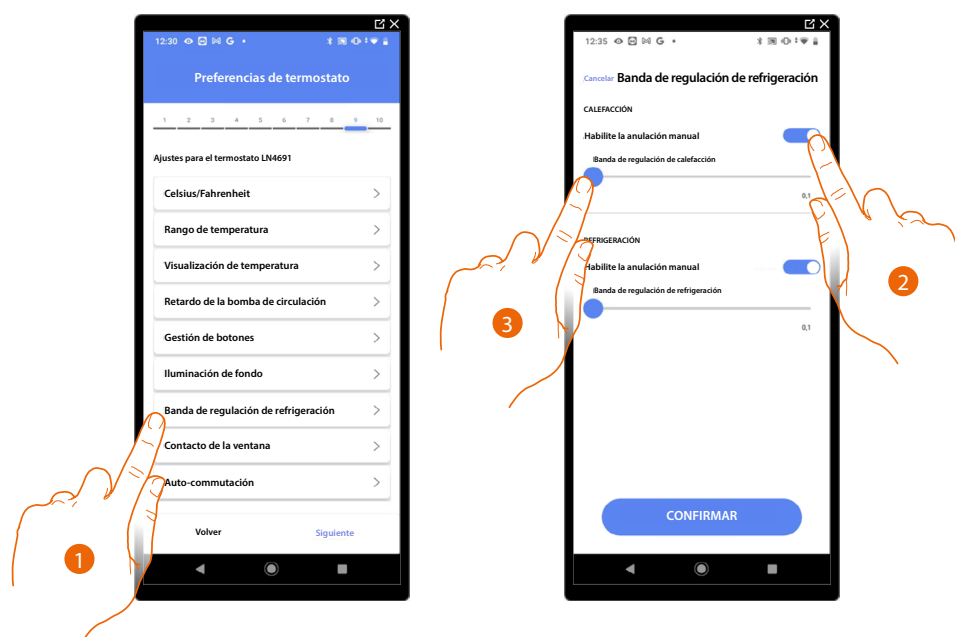 12:30 G
Preferencias de termostato
1 2 3 4 5 6 7 8 9 10
Ajustes para el termostato LN4691
Celsius/Fahrenheit
Rango de temperatura
Visualización de temperatura
Retardo de la bomba de circulación
Gestión de botones
Iluminación de fondo
Banda de regulación de refrigeración
Contacto de la ventana
Auto-commutación
Volver Siguiente
1
12:35 G
Cancelar Banda de regulación de refrigeración
CALEFACCIÓN
Habilite la anulación manual
Banda de regulación de calefacción
0,1
REFRIGERACIÓN
Habilite la anulación manual
Banda de regulación de refrigeración
0,1
CONFIRMAR
2
3